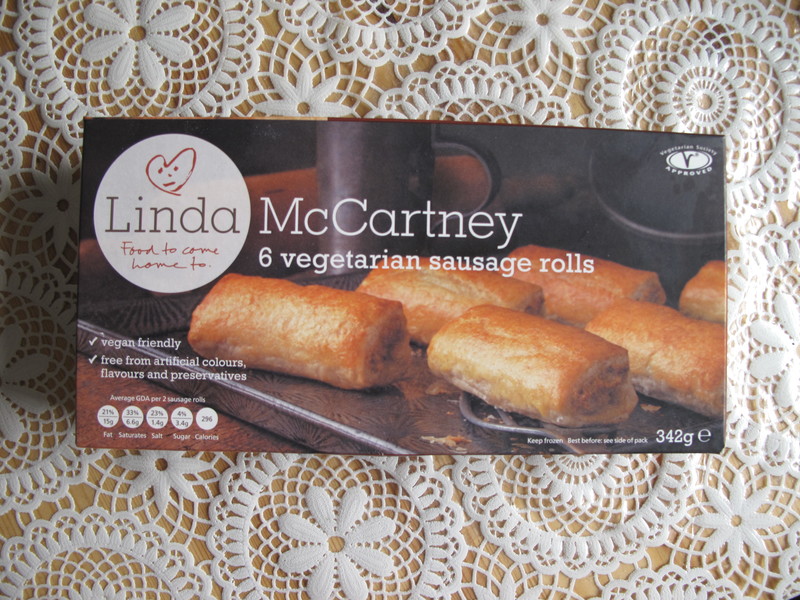 Linda McCartney
Food to come
home to.
6 vegetarian sausage rolls
Vegetarian Society
V
APPROVED
✓ vegan friendly
✓ free from artificial colours,
flavours and preservatives
Average GDA per 2 sausage rolls
21% 33% 23% 4% 296
15g 6.6g 1.4g 3.4g
Fat Saturates Salt Sugar Calories
Keep frozen Best before: see side of pack 342g ℮